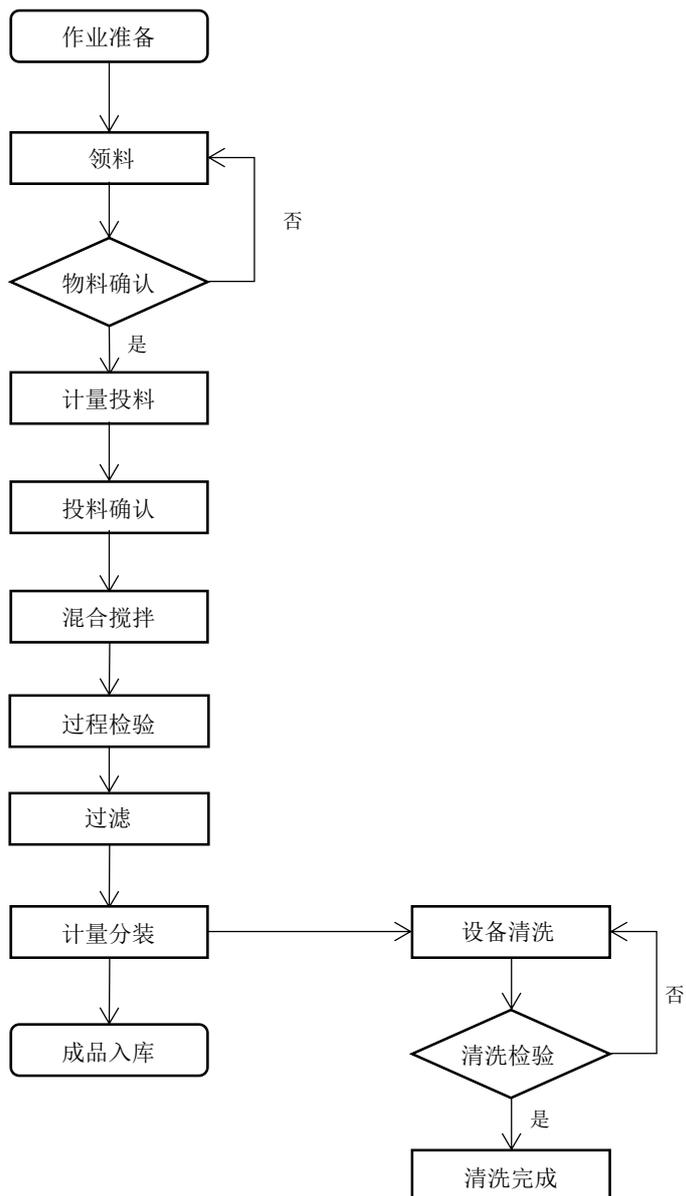 作业准备
领料
否
物料确认
是
计量投料
投料确认
混合搅拌
过程检验
过滤
计量分装
设备清洗
否
成品入库
清洗检验
是
清洗完成